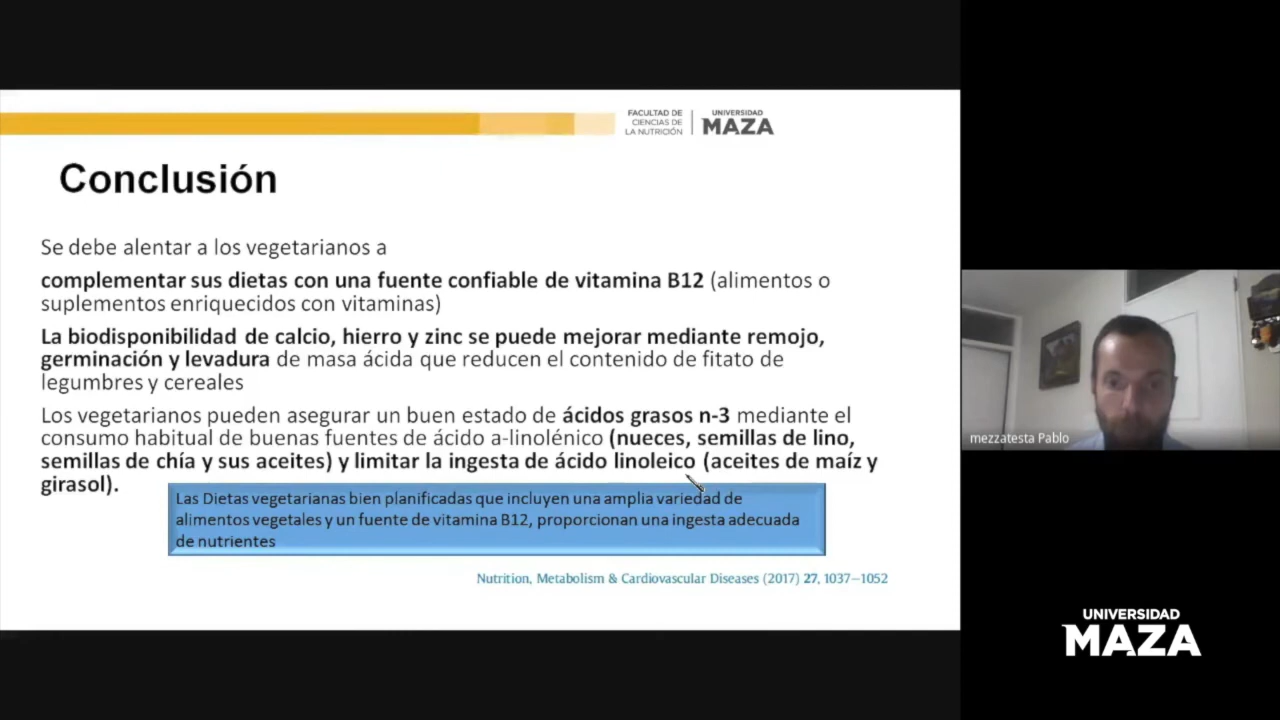 FACULTAD DE
CIENCIAS DE
LA NUTRICIÓN
UNIVERSIDAD
MAZA
Conclusión
Se debe alentar a los vegetarianos a
complementar sus dietas con una fuente confiable de vitamina B12 (alimentos o
suplementos enriquecidos con vitaminas)
La biodisponibilidad de calcio, hierro y zinc se puede mejorar mediante remojo,
germinación y levadura de masa ácida que reducen el contenido de fitato de
legumbres y cereales
Los vegetarianos pueden asegurar un buen estado de ácidos grasos n-3 mediante el
consumo habitual de buenas fuentes de ácido a-linolénico (nueces, semillas de lino,
semillas de chía y sus aceites) y limitar la ingesta de ácido linoleico (aceites de maíz y
girasol).
Las Dietas vegetarianas bien planificadas que incluyen una amplia variedad de
alimentos vegetales y un fuente de vitamina B12, proporcionan una ingesta adecuada
de nutrientes
Nutrition, Metabolism & Cardiovascular Diseases (2017) 27, 1037–1052
mezzatesta Pablo
UNIVERSIDAD
MAZA